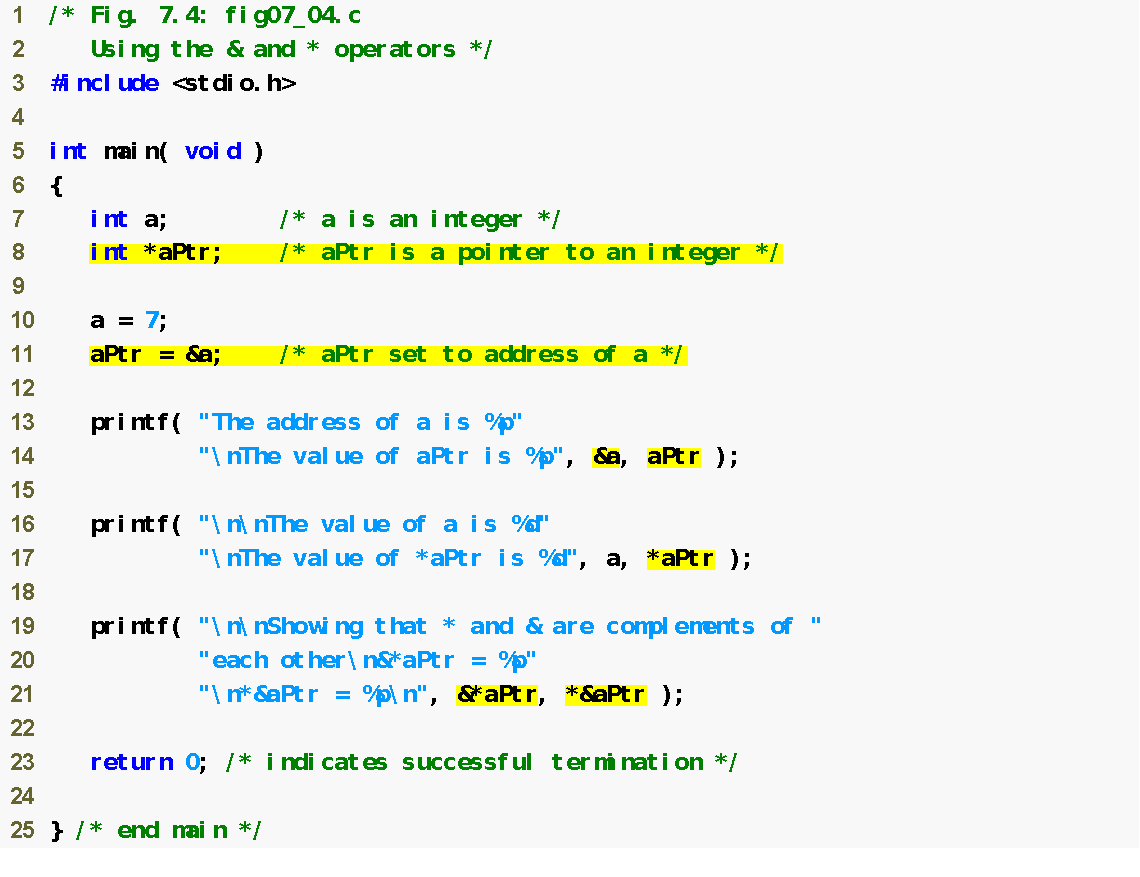 1 /* Fig. 7.4: fig07_04.c
2 Using the & and * operators */
3 #include <stdio.h>
4
5 int main( void )
6 {
7 int a; /* a is an integer */
8 int *aPtr; /* aPtr is a pointer to an integer */
9
10 a = 7;
11 aPtr = &a; /* aPtr set to address of a */
12
13 printf( "The address of a is %p"
14 "\nThe value of aPtr is %p", &a, aPtr );
15
16 printf( "\n\nThe value of a is %d"
17 "\nThe value of *aPtr is %d", a, *aPtr );
18
19 printf( "\n\nShowing that * and & are complements of "
20 "each other\n&*aPtr = %p"
21 "\n*&aPtr = %p\n", &*aPtr, *&aPtr );
22
23 return 0; /* indicates successful termination */
24
25 } /* end main */